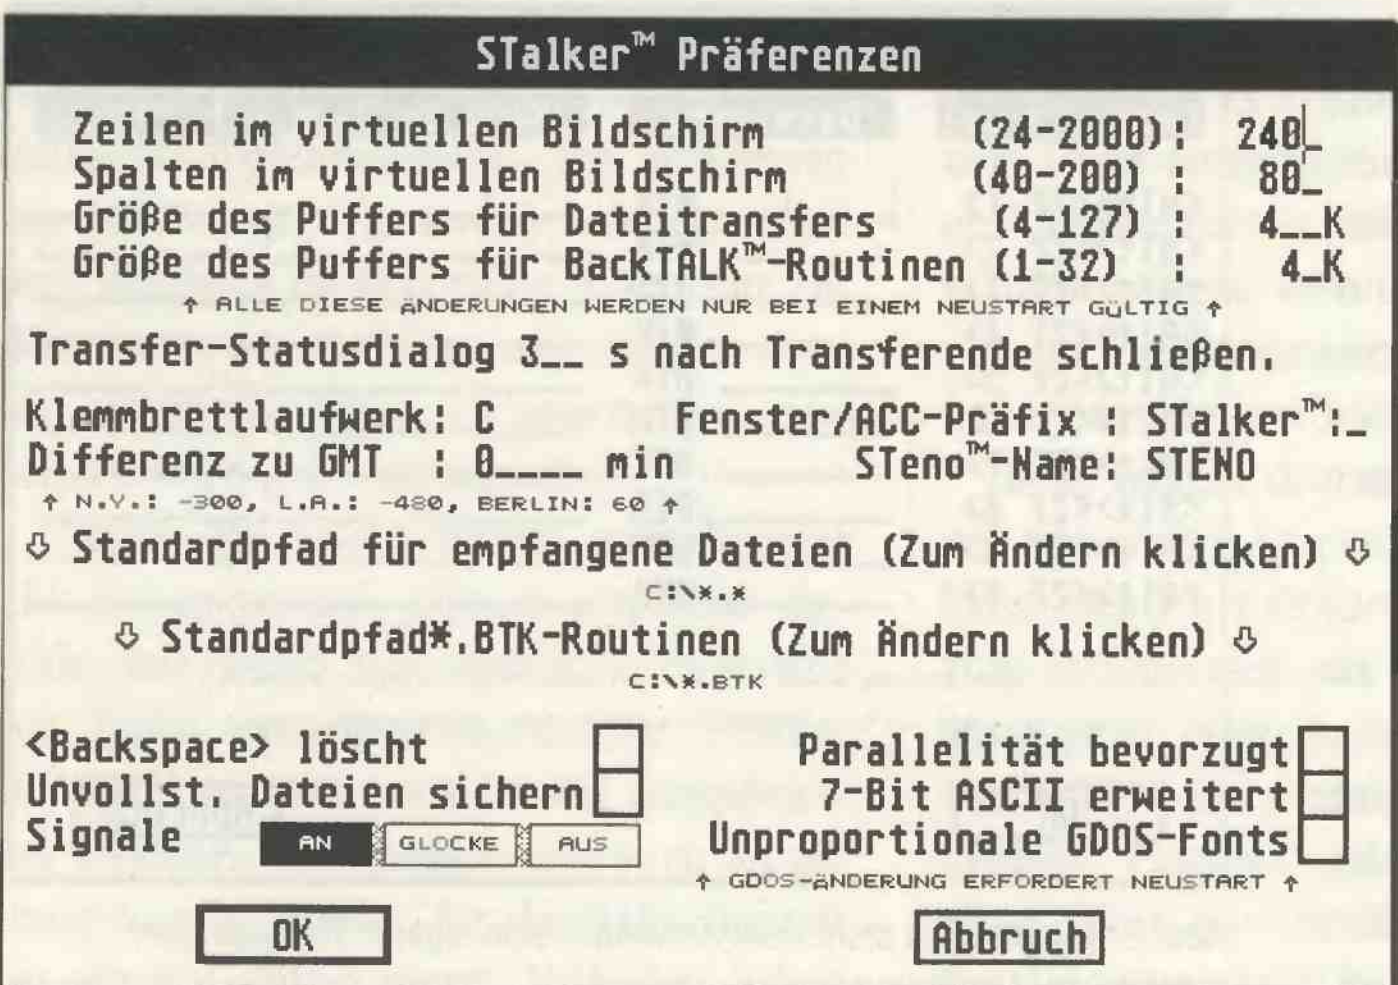 STalker™ Präferenzen
Zeilen im virtuellen Bildschirm (24-2000): 240_
Spalten im virtuellen Bildschirm (40-200) : 80_
Größe des Puffers für Dateitransfers (4-127) : 4__K
Größe des Puffers für BackTALK™-Routinen (1-32) : 4_K
↑ ALLE DIESE ÄNDERUNGEN WERDEN NUR BEI EINEM NEUSTART GÜLTIG ↑
Transfer-Statusdialog 3__ s nach Transferende schließen.
Klemmbrettlaufwerk: C Fenster/ACC-Präfix : STalker™:_
Differenz zu GMT : 0____ min STeno™-Name: STENO
↑ N.Y.: -300, L.A.: -480, BERLIN: 60 ↑
⇩ Standardpfad für empfangene Dateien (Zum Ändern klicken) ⇩
C:\*.*
⇩ Standardpfad*.BTK-Routinen (Zum Ändern klicken) ⇩
C:\*.BTK
<Backspace> löscht Parallelität bevorzugt
Unvollst. Dateien sichern 7-Bit ASCII erweitert
Signale AN GLOCKE AUS Unproportionale GDOS-Fonts
↑ GDOS-ÄNDERUNG ERFORDERT NEUSTART ↑
OK Abbruch